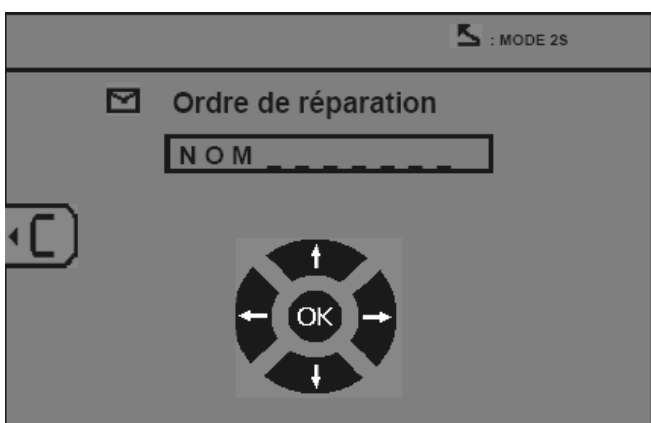 : MODE 2S
Ordre de réparation
NOM _ _ _ _ _ _ _
C
OK